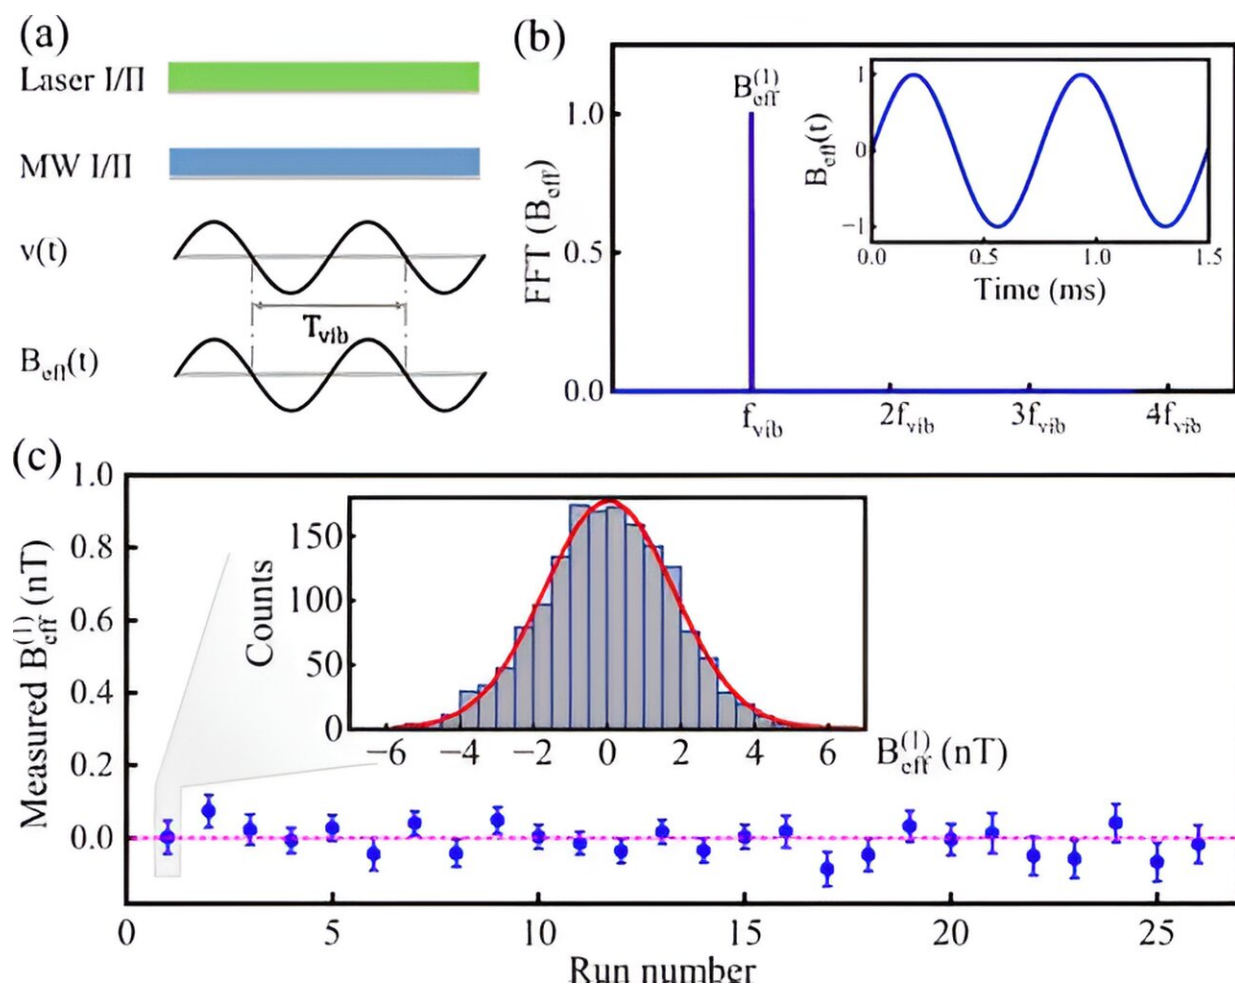 (a)
Laser I/II
MW I/II
v(t)
T_vib
B_eff(t)
(b)
FFT (B_eff)
1.0
0.5
0.0
B_eff^(1)
f_vib
2f_vib
3f_vib
4f_vib
B_eff(t)
1
0
−1
0.0
0.5
1.0
1.5
Time (ms)
(c)
Measured B_eff^(1) (nT)
1.0
0.8
0.6
0.4
0.2
0.0
Counts
150
100
50
0
−6
−4
−2
0
2
4
6
B_eff^(1) (nT)
0
5
10
15
20
25
Run number